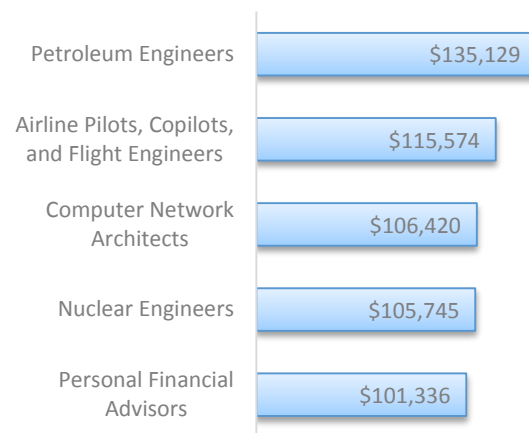 Petroleum Engineers
$135,129
Airline Pilots, Copilots,
and Flight Engineers
$115,574
Computer Network
Architects
$106,420
Nuclear Engineers
$105,745
Personal Financial
Advisors
$101,336